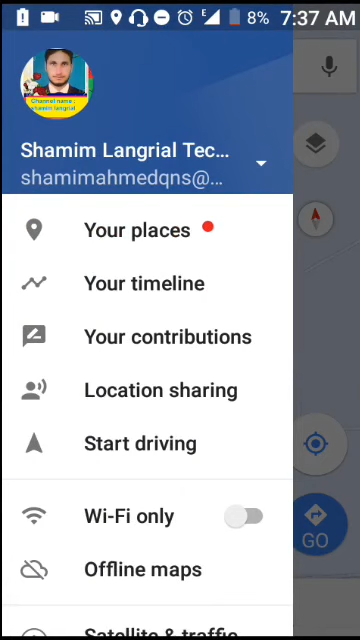 E 8% 7:37 AM
Channel name :
shamim langrial
Shamim Langrial Tec...
shamimahmedqns@...
Your places
Your timeline
Your contributions
Location sharing
Start driving
Wi-Fi only
Offline maps
Satellite & traffic
GO